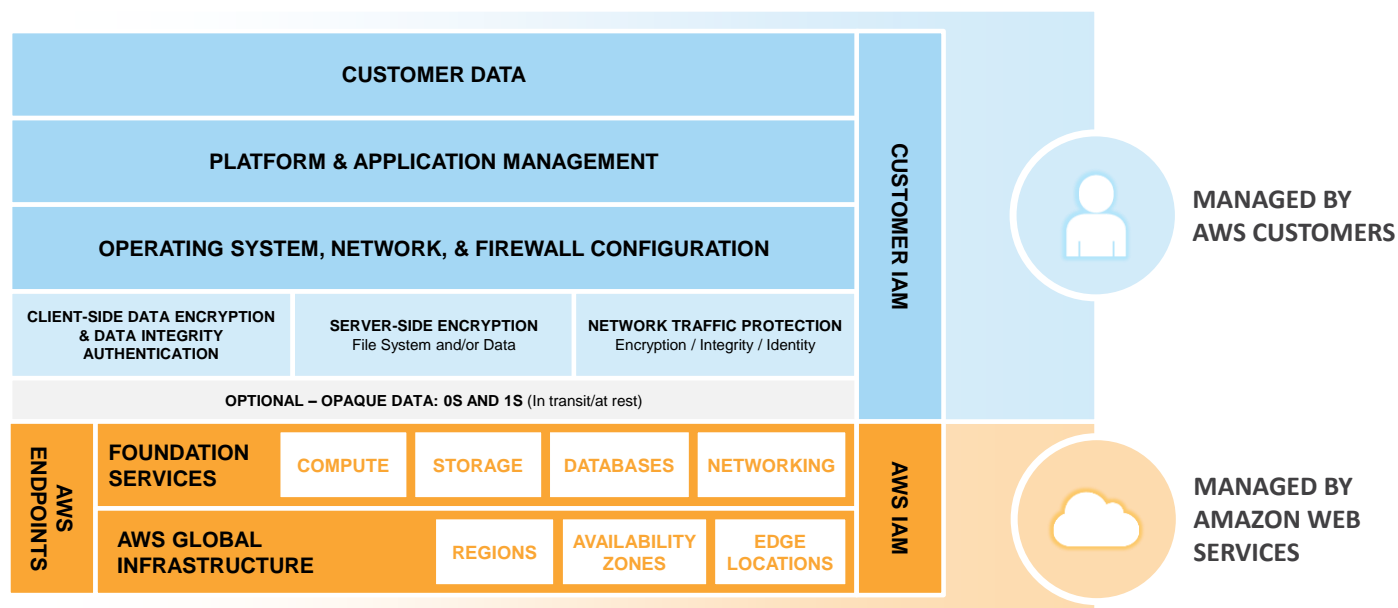 CUSTOMER DATA
PLATFORM & APPLICATION MANAGEMENT
OPERATING SYSTEM, NETWORK, & FIREWALL CONFIGURATION
CLIENT-SIDE DATA ENCRYPTION
& DATA INTEGRITY
AUTHENTICATION
SERVER-SIDE ENCRYPTION
File System and/or Data
NETWORK TRAFFIC PROTECTION
Encryption / Integrity / Identity
OPTIONAL – OPAQUE DATA: 0S AND 1S (In transit/at rest)
CUSTOMER IAM
MANAGED BY
AWS CUSTOMERS
AWS
ENDPOINTS
FOUNDATION
SERVICES
COMPUTE
STORAGE
DATABASES
NETWORKING
AWS GLOBAL
INFRASTRUCTURE
REGIONS
AVAILABILITY
ZONES
EDGE
LOCATIONS
AWS IAM
MANAGED BY
AMAZON WEB
SERVICES